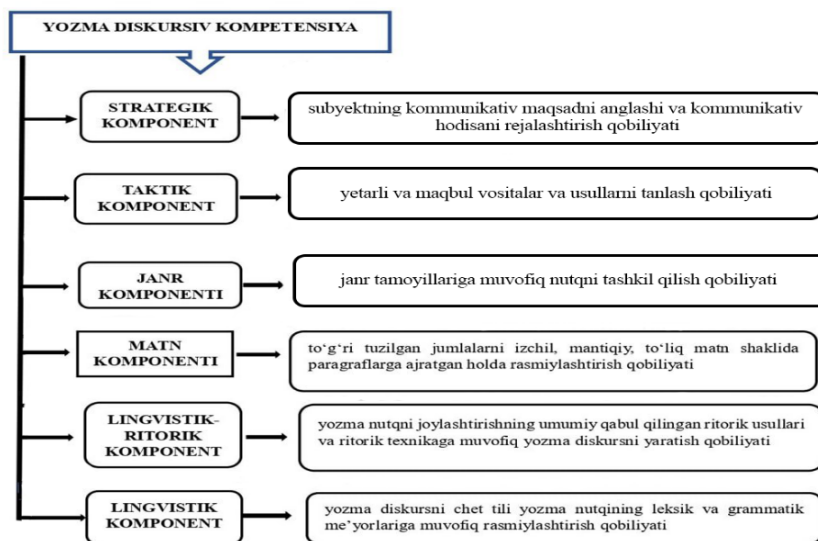 YOZMA DISKURSIV KOMPETENSIYA
STRATEGIK
KOMPONENT
subyektning kommunikativ maqsadni anglashi va kommunikativ
hodisani rejalashtirish qobiliyati
TAKTIK
KOMPONENT
yetarli va maqbul vositalar va usullarni tanlash qobiliyati
JANR
KOMPONENTI
janr tamoyillariga muvofiq nutqni tashkil qilish qobiliyati
MATN
KOMPONENTI
to‘g‘ri tuzilgan jumlalarni izchil, mantiqiy, to‘liq matn shaklida
paragraflarga ajratgan holda rasmiylashtirish qobiliyati
LINGVISTIK-
RITORIK
KOMPONENT
yozma nutqni joylashtirishning umumiy qabul qilingan ritorik usullari
va ritorik texnikaga muvofiq yozma diskursni yaratish qobiliyati
LINGVISTIK
KOMPONENT
yozma diskursni chet tili yozma nutqining leksik va grammatik
me’yorlariga muvofiq rasmiylashtirish qobiliyati